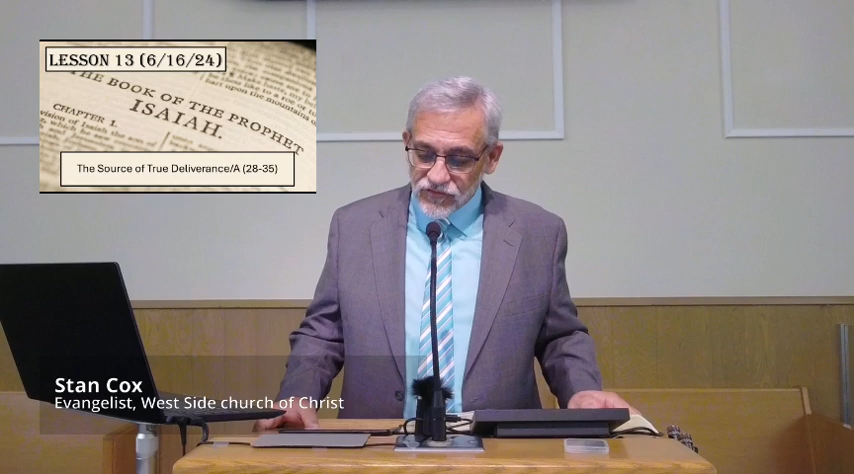 LESSON 13 (6/16/24)
THE BOOK OF THE PROPHET
ISAIAH.
CHAPTER 1.
The Source of True Deliverance/A (28-35)
Stan Cox
Evangelist, West Side church of Christ